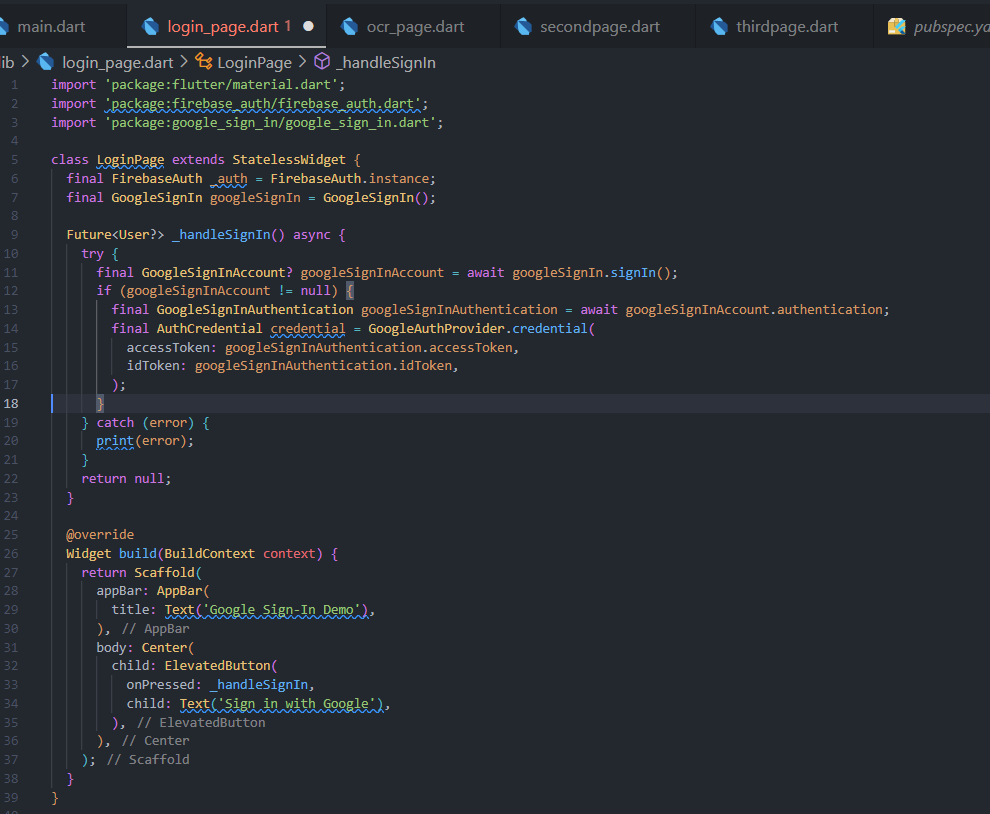 main.dart login_page.dart 1 ocr_page.dart secondpage.dart thirdpage.dart pubspec.ya
lib > login_page.dart > LoginPage > _handleSignIn
1 import 'package:flutter/material.dart';
2 import 'package:firebase_auth/firebase_auth.dart';
3 import 'package:google_sign_in/google_sign_in.dart';
4
5 class LoginPage extends StatelessWidget {
6 final FirebaseAuth _auth = FirebaseAuth.instance;
7 final GoogleSignIn googleSignIn = GoogleSignIn();
8
9 Future<User?> _handleSignIn() async {
10 try {
11 final GoogleSignInAccount? googleSignInAccount = await googleSignIn.signIn();
12 if (googleSignInAccount != null) {
13 final GoogleSignInAuthentication googleSignInAuthentication = await googleSignInAccount.authentication;
14 final AuthCredential credential = GoogleAuthProvider.credential(
15 accessToken: googleSignInAuthentication.accessToken,
16 idToken: googleSignInAuthentication.idToken,
17 );
18 }
19 } catch (error) {
20 print(error);
21 }
22 return null;
23 }
24
25 @override
26 Widget build(BuildContext context) {
27 return Scaffold(
28 appBar: AppBar(
29 title: Text('Google Sign-In Demo'),
30 ), // AppBar
31 body: Center(
32 child: ElevatedButton(
33 onPressed: _handleSignIn,
34 child: Text('Sign in with Google'),
35 ), // ElevatedButton
36 ), // Center
37 ); // Scaffold
38 }
39 }